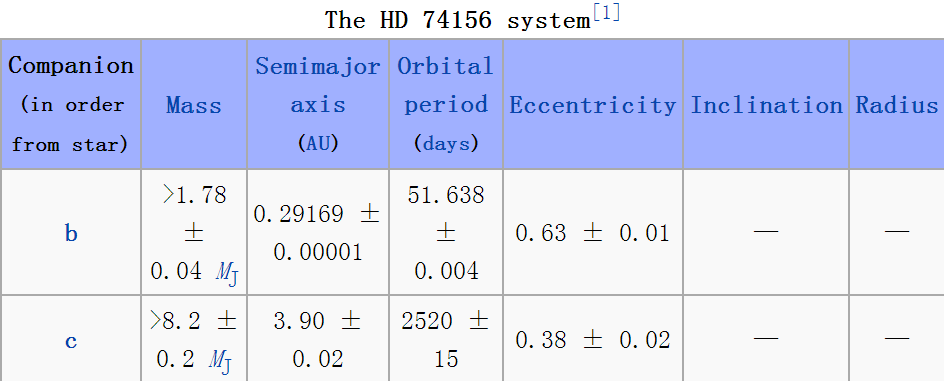 The HD 74156 system[1]
Companion
(in order
from star)
Mass
Semimajor
axis
(AU)
Orbital
period
(days)
Eccentricity
Inclination
Radius
b
>1.78
±
0.04 MJ
0.29169 ±
0.00001
51.638
±
0.004
0.63 ± 0.01
—
—
c
>8.2 ±
0.2 MJ
3.90 ±
0.02
2520 ±
15
0.38 ± 0.02
—
—